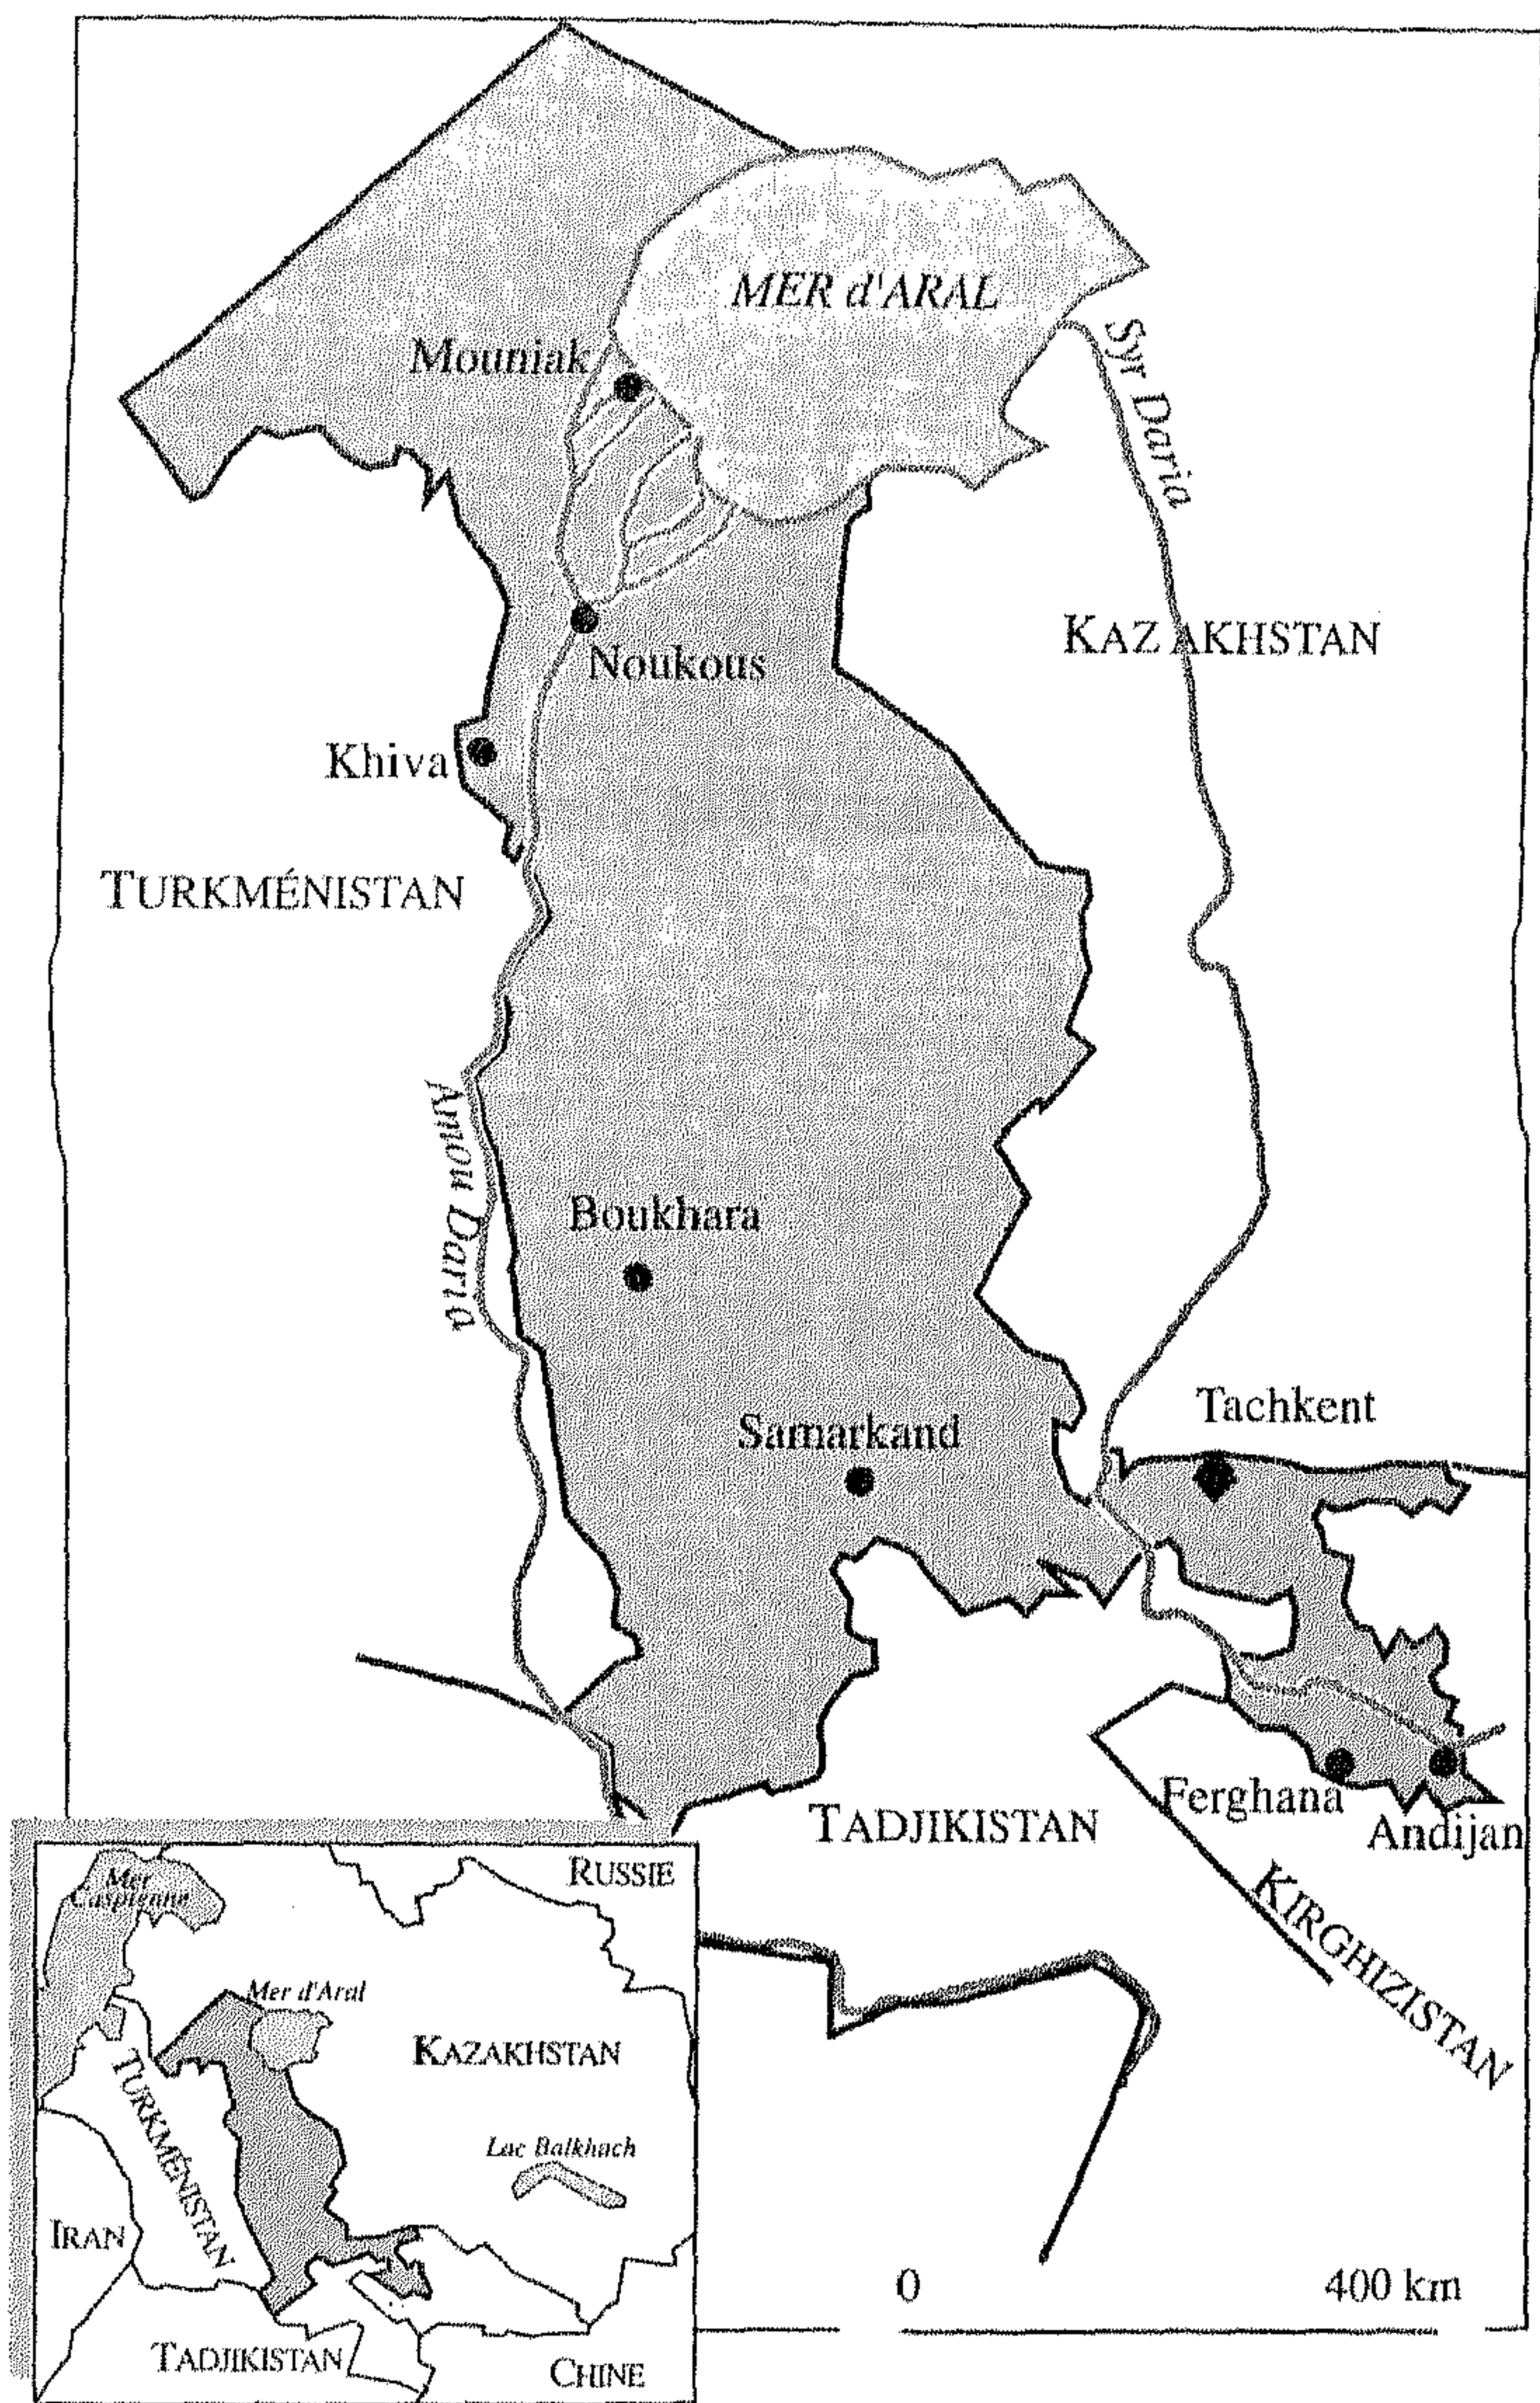 MER d'ARAL
Mouniak
Syr Daria
KAZAKHSTAN
Noukous
Khiva
TURKMÉNISTAN
Amou Daria
Boukhara
Tachkent
Samarkand
Ferghana
TADJIKISTAN
Andijan
KIRGHIZISTAN
Mer
Caspienne
RUSSIE
Mer d'Aral
KAZAKHSTAN
TURKMÉNISTAN
Lac Balkhach
IRAN
TADJIKISTAN
CHINE
0 400 km